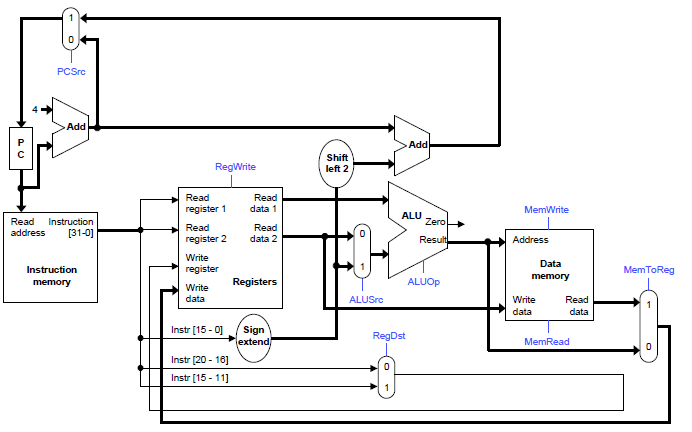 1
0
PCSrc
4
Add
P
C
Add
Shift
left 2
RegWrite
Read
address
Instruction
[31-0]
Instruction
memory
Read
register 1
Read
data 1
Read
register 2
Read
data 2
Write
register
Write
data
Registers
0
1
ALUSrc
ALU
Zero
Result
ALUOp
MemWrite
Address
Data
memory
Write
data
Read
data
MemRead
MemToReg
1
0
Instr [15 - 0]
Sign
extend
RegDst
Instr [20 - 16]
0
Instr [15 - 11]
1